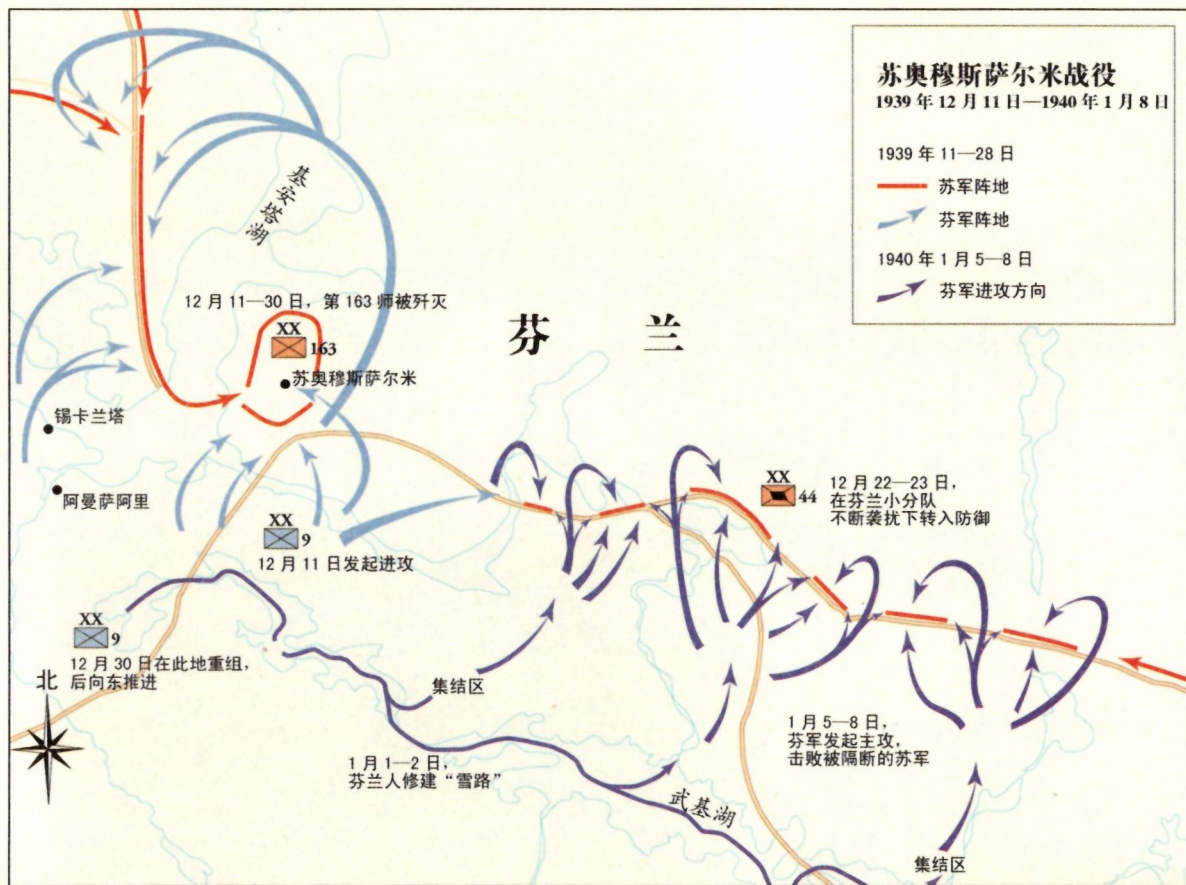 苏奥穆斯萨尔米战役
1939 年 12 月 11 日—1940 年 1 月 8 日
1939 年 11—28 日
苏军阵地
芬军阵地
1940 年 1 月 5—8 日
芬军进攻方向
基安塔湖
12 月 11—30 日，第 163 师被歼灭
XX
163
苏奥穆斯萨尔米
芬 兰
锡卡兰塔
阿曼萨阿里
XX
9
12 月 11 日发起进攻
XX
44
12 月 22—23 日，
在芬兰小分队
不断袭扰下转入防御
XX
9
12 月 30 日在此地重组，
后向东推进
北
集结区
1 月 1—2 日，
芬兰人修建“雪路”
1 月 5—8 日，
芬军发起主攻，
击败被隔断的苏军
武基湖
集结区